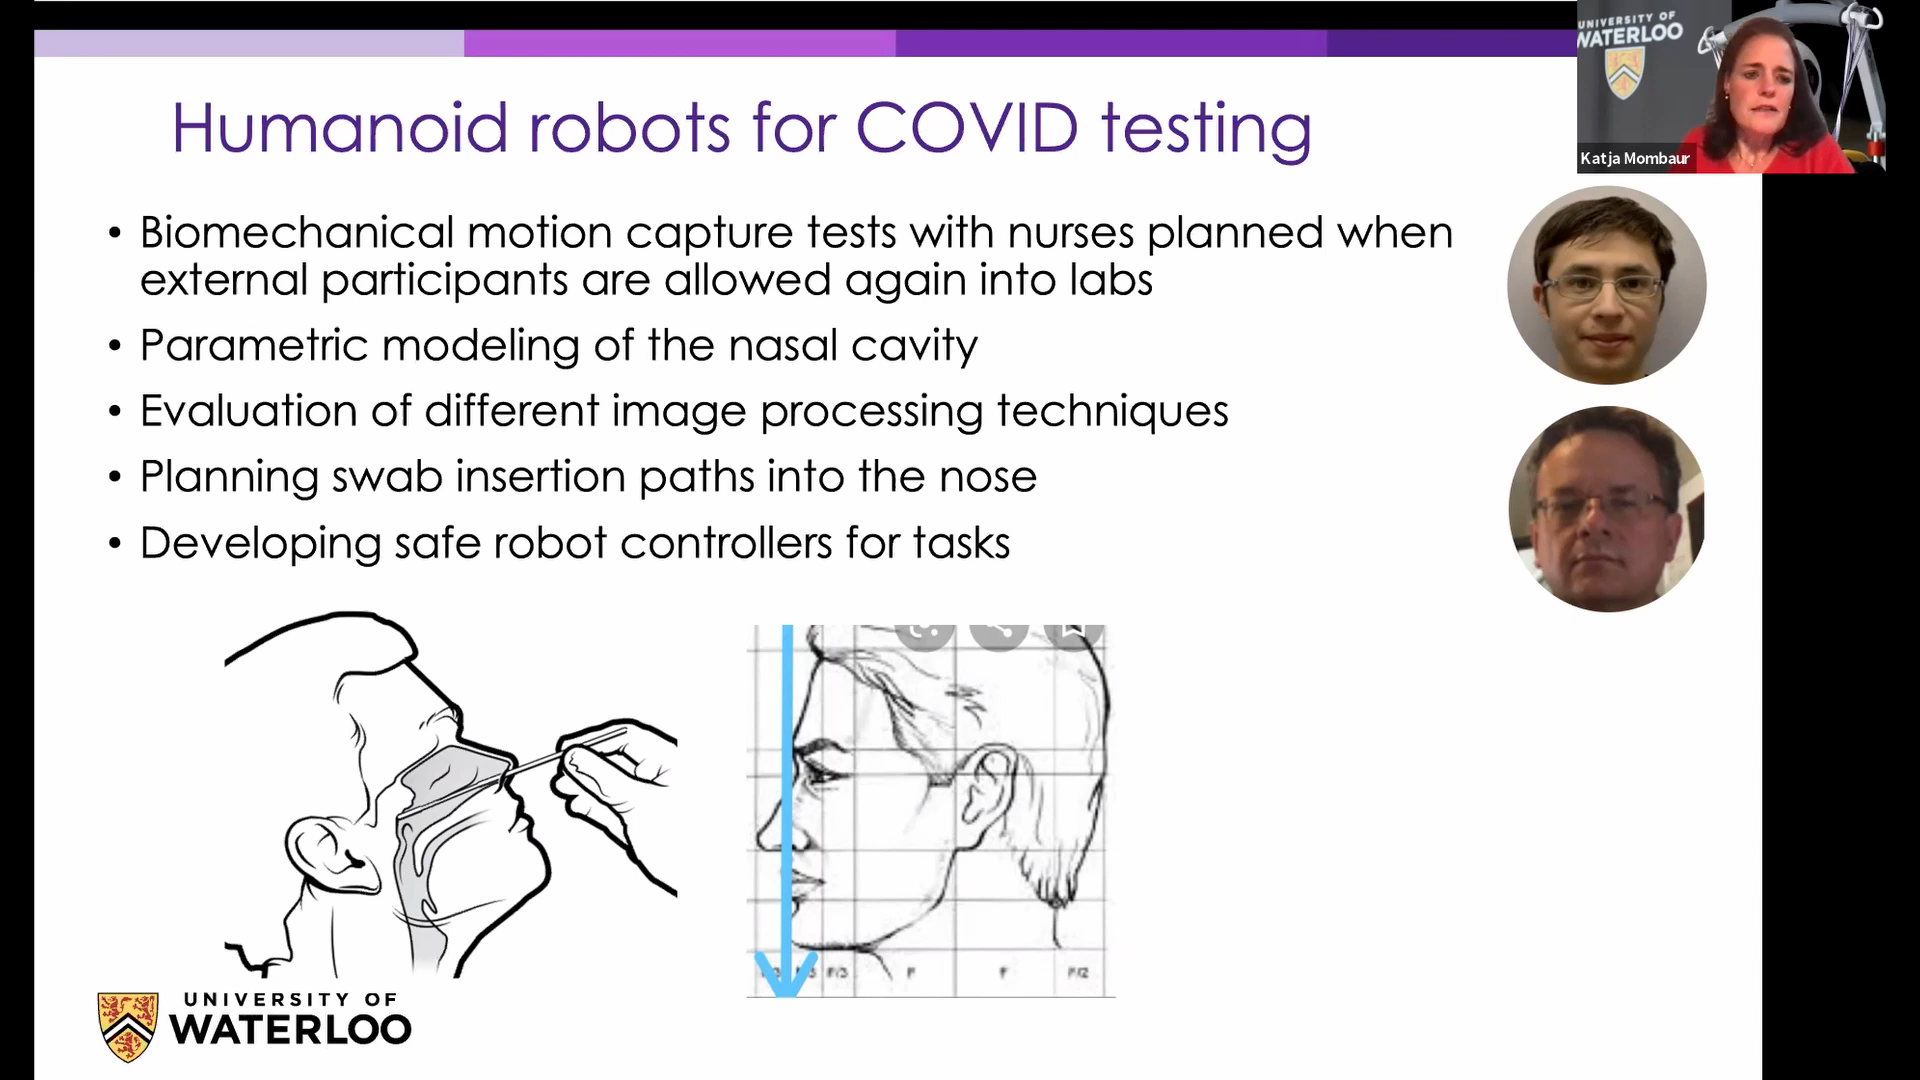 UNIVERSITY OF
WATERLOO
Katja Mombaur
Humanoid robots for COVID testing
• Biomechanical motion capture tests with nurses planned when
external participants are allowed again into labs
• Parametric modeling of the nasal cavity
• Evaluation of different image processing techniques
• Planning swab insertion paths into the nose
• Developing safe robot controllers for tasks
UNIVERSITY OF
WATERLOO